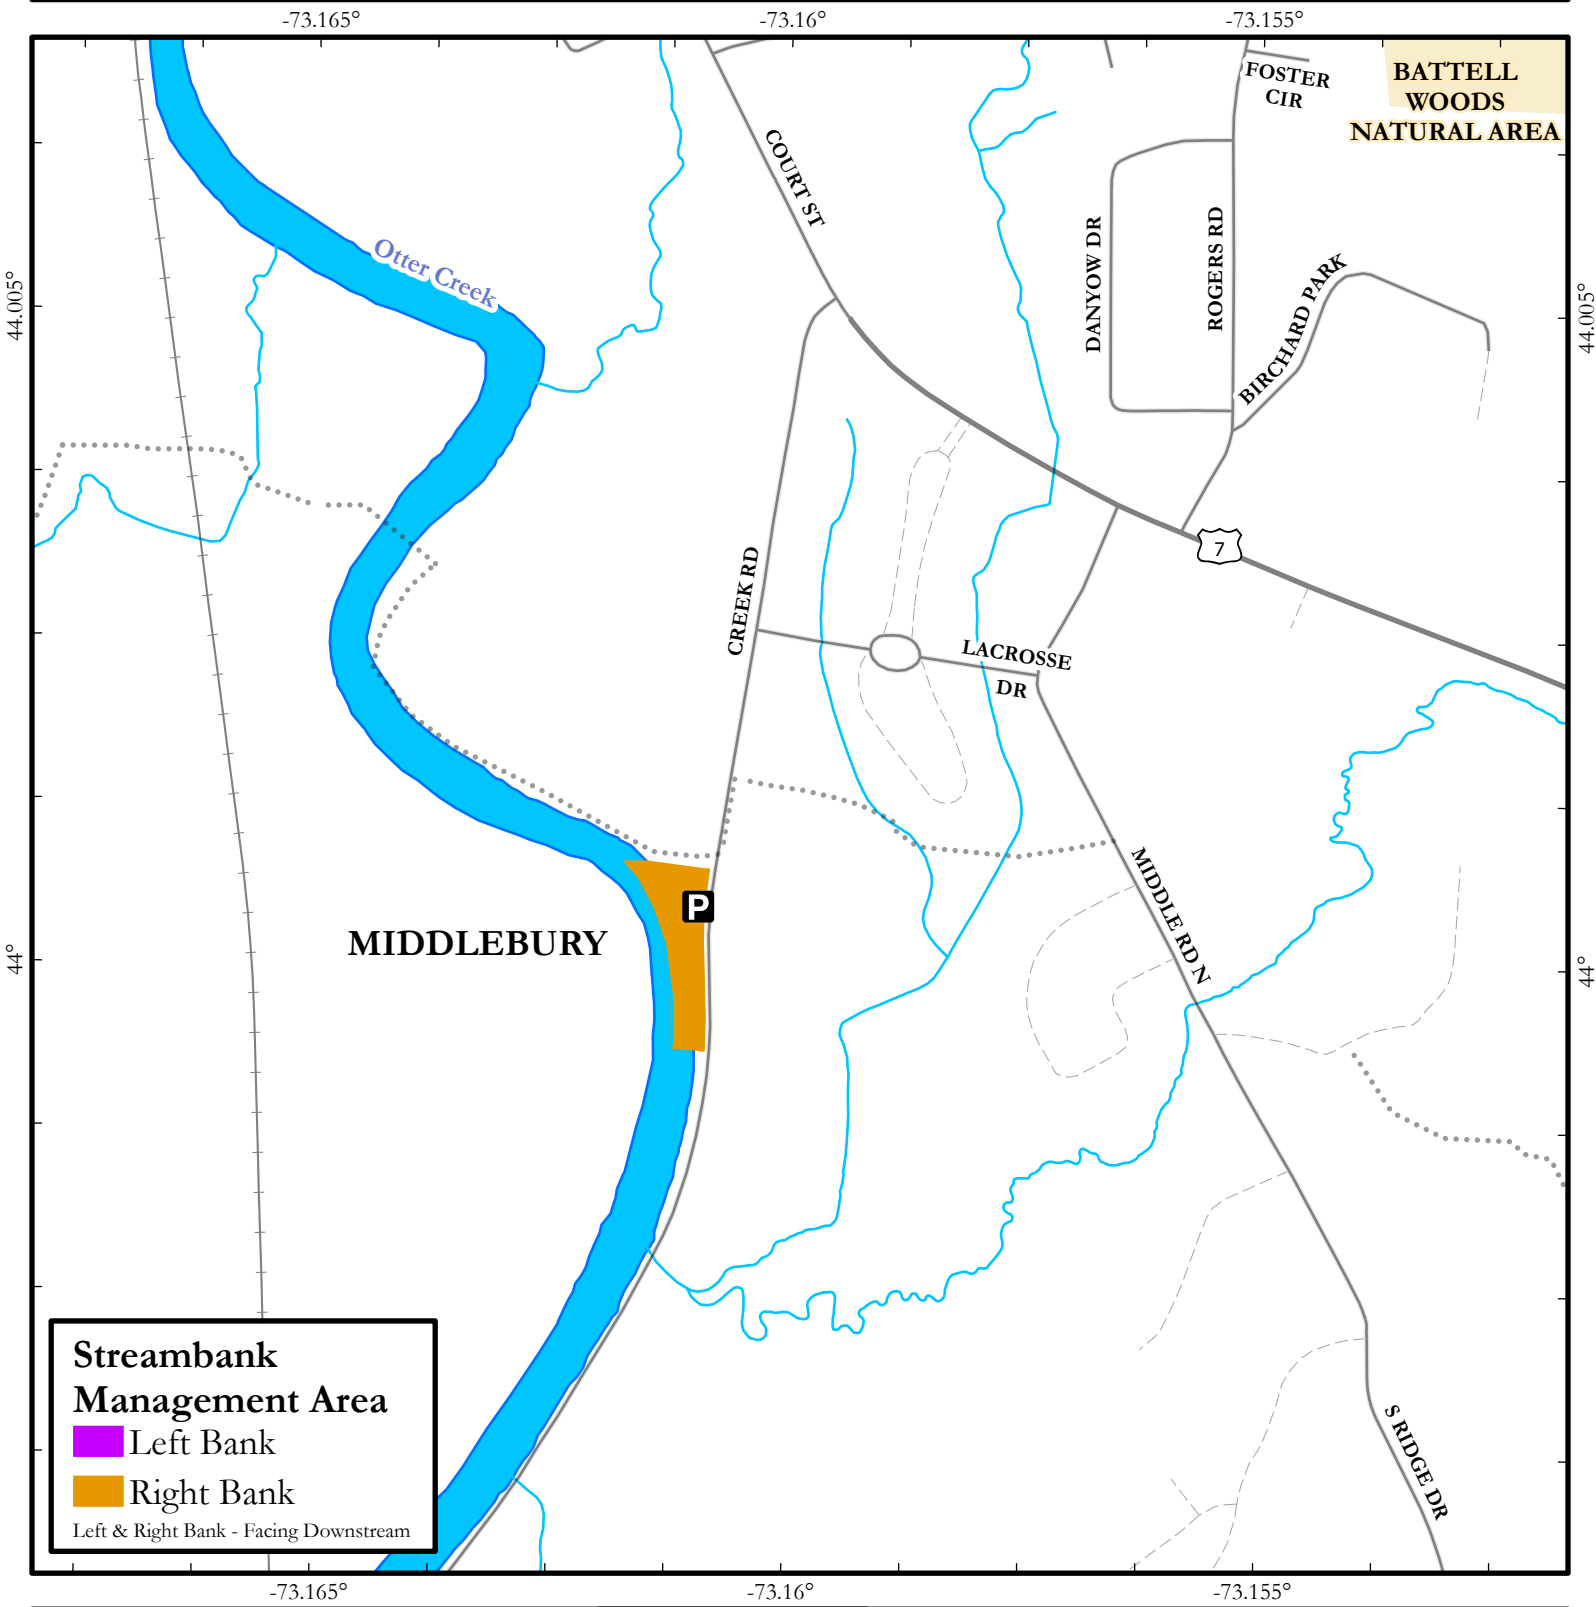 -73.165°
-73.16°
-73.155°
FOSTER
CIR
BATTELL
WOODS
NATURAL AREA
COURT ST
Otter Creek
DANYOW DR
ROGERS RD
BIRCHARD PARK
44.005°
44.005°
7
CREEK RD
LACROSSE
DR
MIDDLE RD N
P
MIDDLEBURY
44°
44°
Streambank
Management Area
Left Bank
Right Bank
Left & Right Bank - Facing Downstream
S RIDGE DR
-73.165°
-73.16°
-73.155°